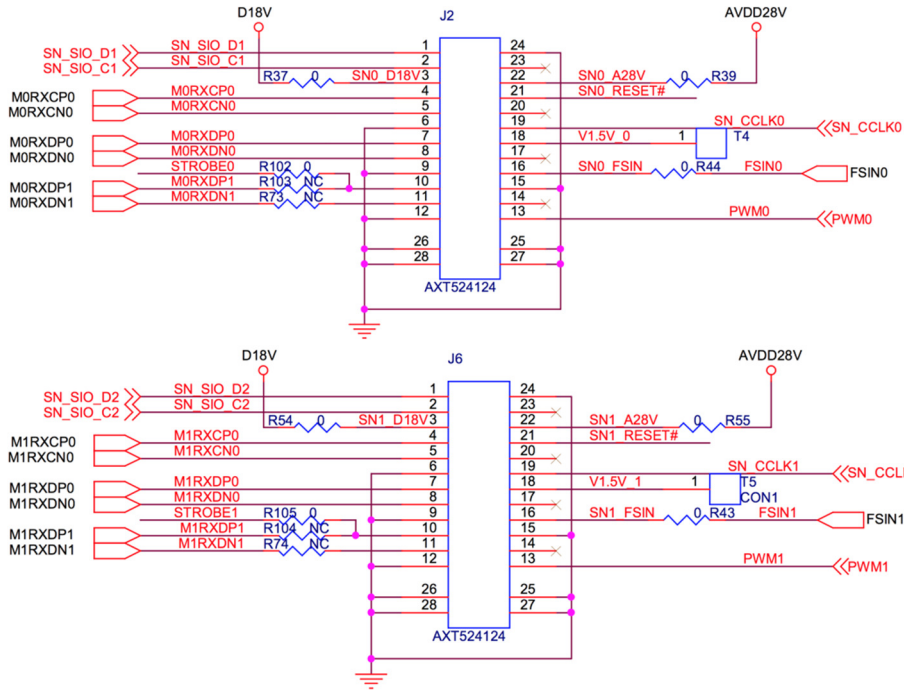 D18V J2 AVDD28V
SN_SIO_D1 SN_SIO_D1 1 24
SN_SIO_C1 SN_SIO_C1 2 23
R37 0 SN0_D18V 3 22 SN0_A28V 0 R39
M0RXCP0 M0RXCP0 4 21 SN0_RESET#
M0RXCN0 M0RXCN0 5 20
6 19 SN_CCLK0 SN_CCLK0
M0RXDP0 M0RXDP0 7 18 V1.5V_0 1 T4
M0RXDN0 M0RXDN0 8 17
STROBE0 R102 0 9 16 SN0_FSIN 0 R44 FSIN0 FSIN0
M0RXDP1 M0RXDP1 R103 NC 10 15
M0RXDN1 M0RXDN1 R73 NC 11 14
12 13 PWM0 PWM0
26 25
28 27
AXT524124
D18V J6 AVDD28V
SN_SIO_D2 SN_SIO_D2 1 24
SN_SIO_C2 SN_SIO_C2 2 23
R54 0 SN1_D18V 3 22 SN1_A28V 0 R55
M1RXCP0 M1RXCP0 4 21 SN1_RESET#
M1RXCN0 M1RXCN0 5 20
6 19 SN_CCLK1 SN_CCL
M1RXDP0 M1RXDP0 7 18 V1.5V_1 1 T5
M1RXDN0 M1RXDN0 8 17 CON1
STROBE1 R105 0 9 16 SN1_FSIN 0 R43 FSIN1 FSIN1
M1RXDP1 M1RXDP1 R104 NC 10 15
M1RXDN1 M1RXDN1 R74 NC 11 14
12 13 PWM1 PWM1
26 25
28 27
AXT524124